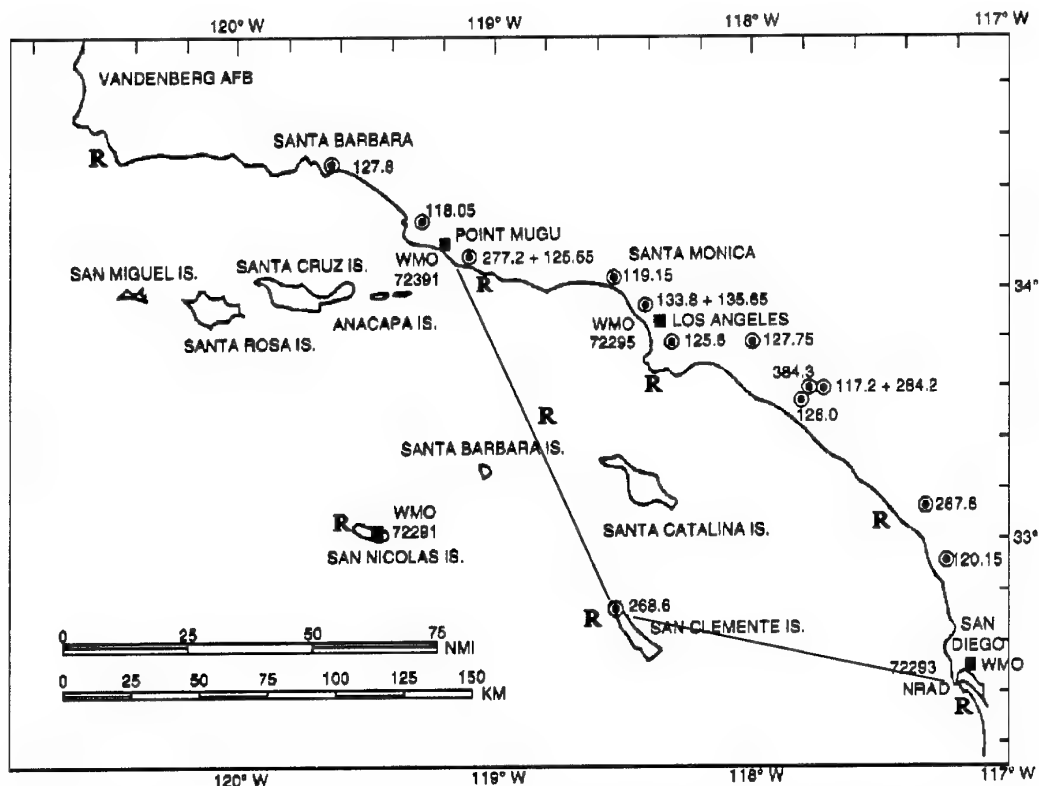 120° W
119° W
118° W
117° W
VANDENBERG AFB
R
SANTA BARBARA
127.8
118.05
POINT MUGU
WMO
72391
277.2 + 125.65
R
SANTA MONICA
119.15
34°
SAN MIGUEL IS.
SANTA CRUZ IS.
133.8 + 135.65
ANACAPA IS.
WMO
72295
LOS ANGELES
SANTA ROSA IS.
125.8
127.75
R
384.3
117.2 + 284.2
126.0
R
SANTA BARBARA IS.
R
WMO
72291
SAN NICOLAS IS.
SANTA CATALINA IS.
R
287.8
33°
120.15
R
268.6
SAN CLEMENTE IS.
SAN
DIEGO
WMO
72293
NRAD
R
0
25
50
75
NMI
0
25
50
75
100
125
150
KM
120° W
119° W
118° W
117° W